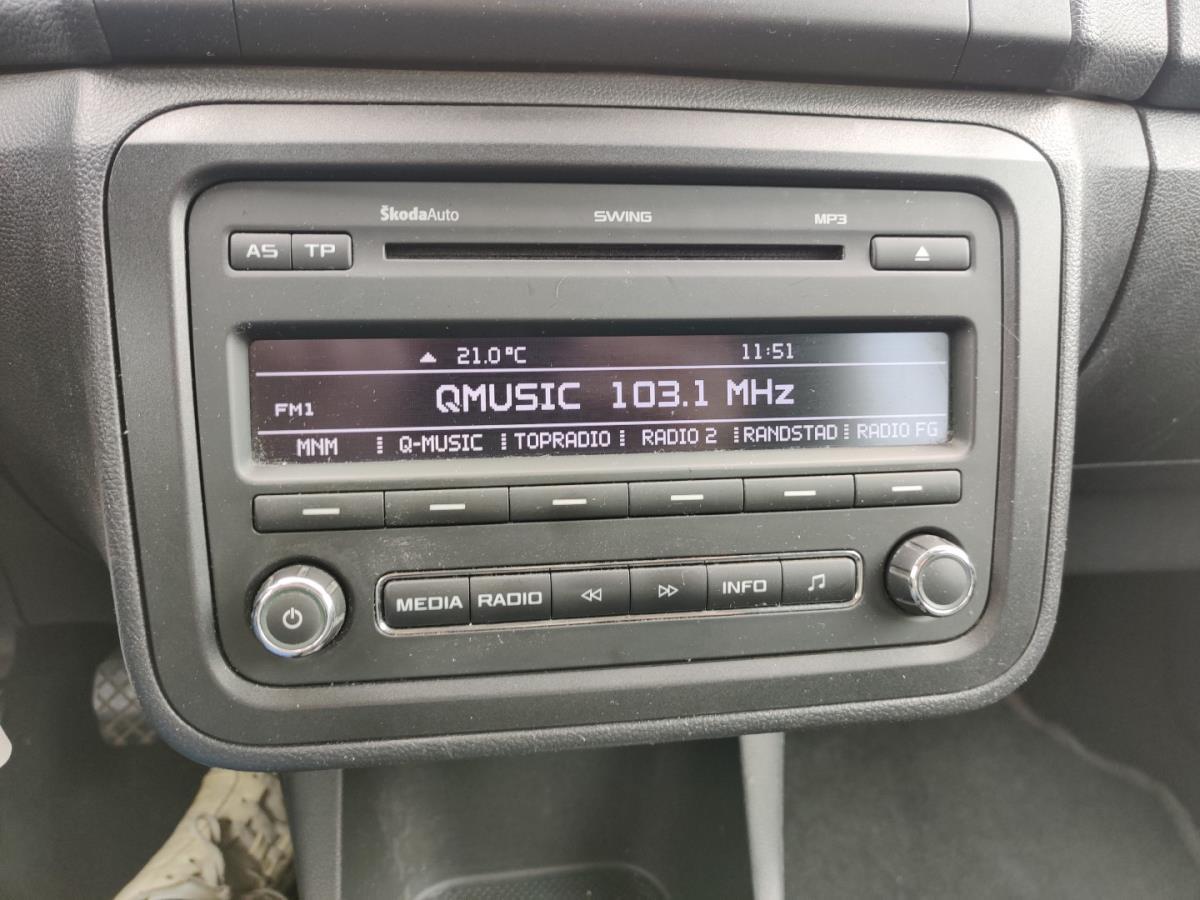 ŠkodaAuto SWING MP3
AS TP
21.0°C 11:51
QMUSIC 103.1 MHz
FM1
MNM Q-MUSIC TOPRADIO RADIO 2 RANDSTAD RADIO FG
MEDIA RADIO INFO